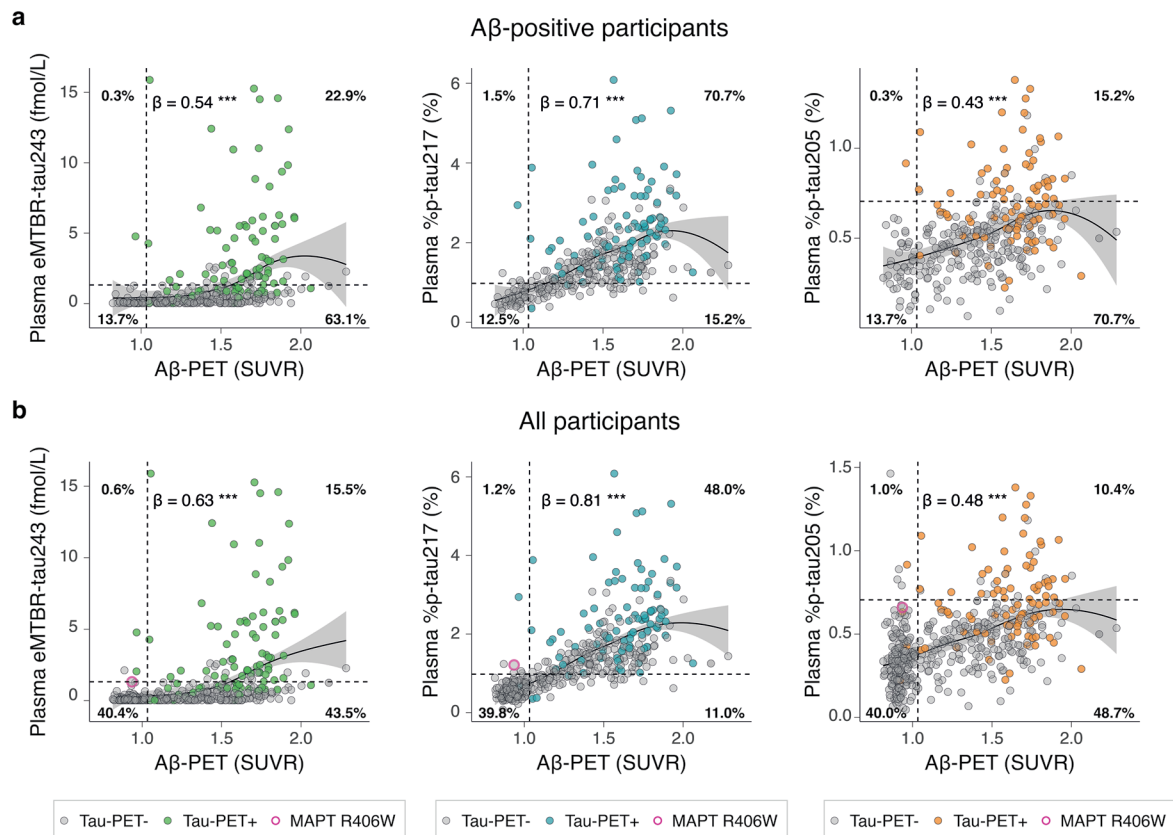 a
Aβ-positive participants
Plasma eMTBR-tau243 (fmol/L)
15
10
5
0
0.3%
β = 0.54 ***
22.9%
13.7%
63.1%
1.0
1.5
2.0
Aβ-PET (SUVR)
Plasma %p-tau217 (%)
6
4
2
0
1.5%
β = 0.71 ***
70.7%
12.5%
15.2%
1.0
1.5
2.0
Aβ-PET (SUVR)
Plasma %p-tau205 (%)
1.0
0.5
0.3%
β = 0.43 ***
15.2%
13.7%
70.7%
1.0
1.5
2.0
Aβ-PET (SUVR)
b
All participants
Plasma eMTBR-tau243 (fmol/L)
15
10
5
0
0.6%
β = 0.63 ***
15.5%
40.4%
43.5%
1.0
1.5
2.0
Aβ-PET (SUVR)
Plasma %p-tau217 (%)
6
4
2
0
1.2%
β = 0.81 ***
48.0%
39.8%
11.0%
1.0
1.5
2.0
Aβ-PET (SUVR)
Plasma %p-tau205 (%)
1.5
1.0
0.5
0.0
1.0%
β = 0.48 ***
10.4%
40.0%
48.7%
1.0
1.5
2.0
Aβ-PET (SUVR)
Tau-PET- Tau-PET+ MAPT R406W
Tau-PET- Tau-PET+ MAPT R406W
Tau-PET- Tau-PET+ MAPT R406W